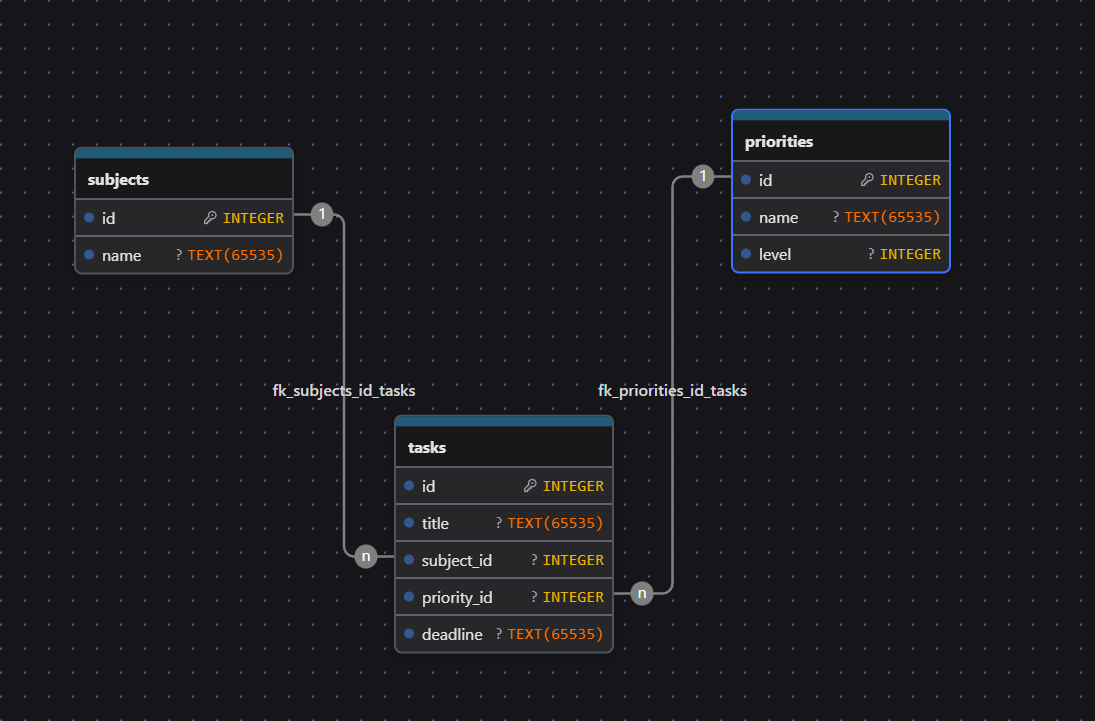 subjects
id INTEGER
name ? TEXT(65535)
1
priorities
id INTEGER
name ? TEXT(65535)
level ? INTEGER
1
fk_subjects_id_tasks
fk_priorities_id_tasks
tasks
id INTEGER
title ? TEXT(65535)
subject_id ? INTEGER
n
priority_id ? INTEGER
n
deadline ? TEXT(65535)